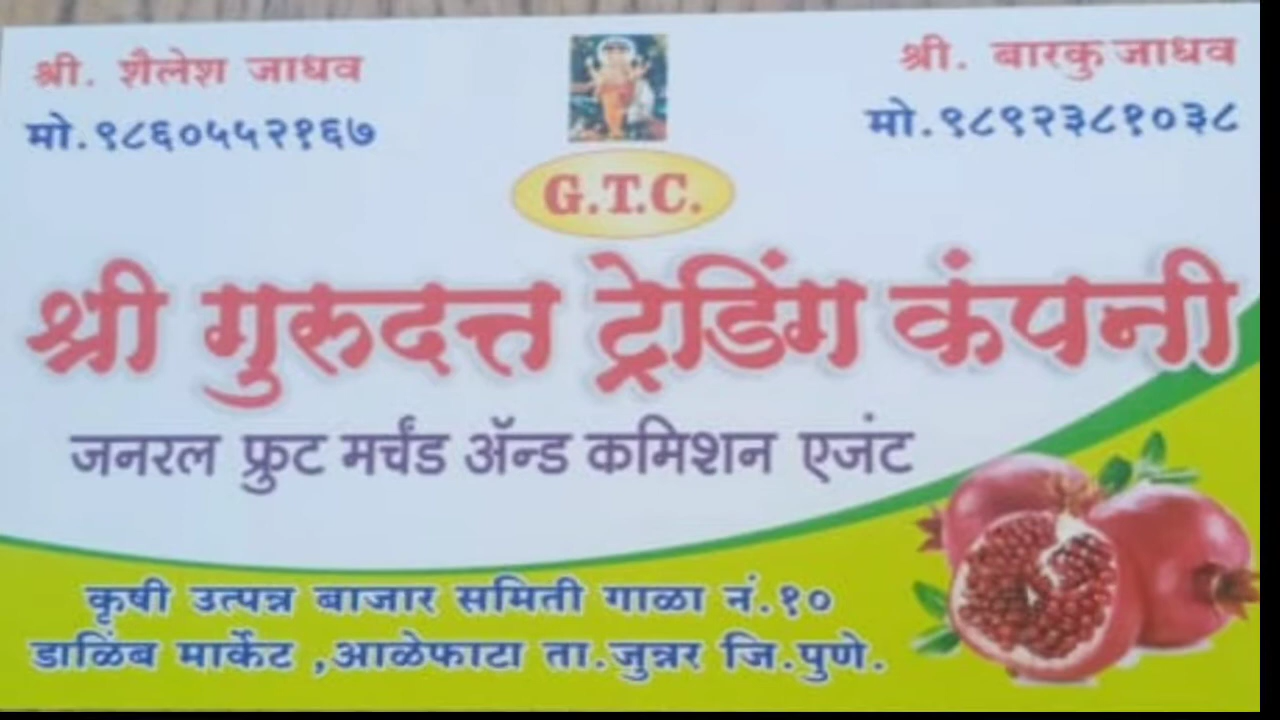 श्री. शैलेश जाधव
मो.९८६०५५२१६७
श्री. बारकु जाधव
मो.९८९२३८१०३८
G.T.C.
श्री गुरुदत्त ट्रेडिंग कंपनी
जनरल फ्रुट मर्चंड ॲन्ड कमिशन एजंट
कृषी उत्पन्न बाजार समिती गाळा नं.१०
डाळिंब मार्केट ,आळेफाटा ता.जुन्नर जि.पुणे.